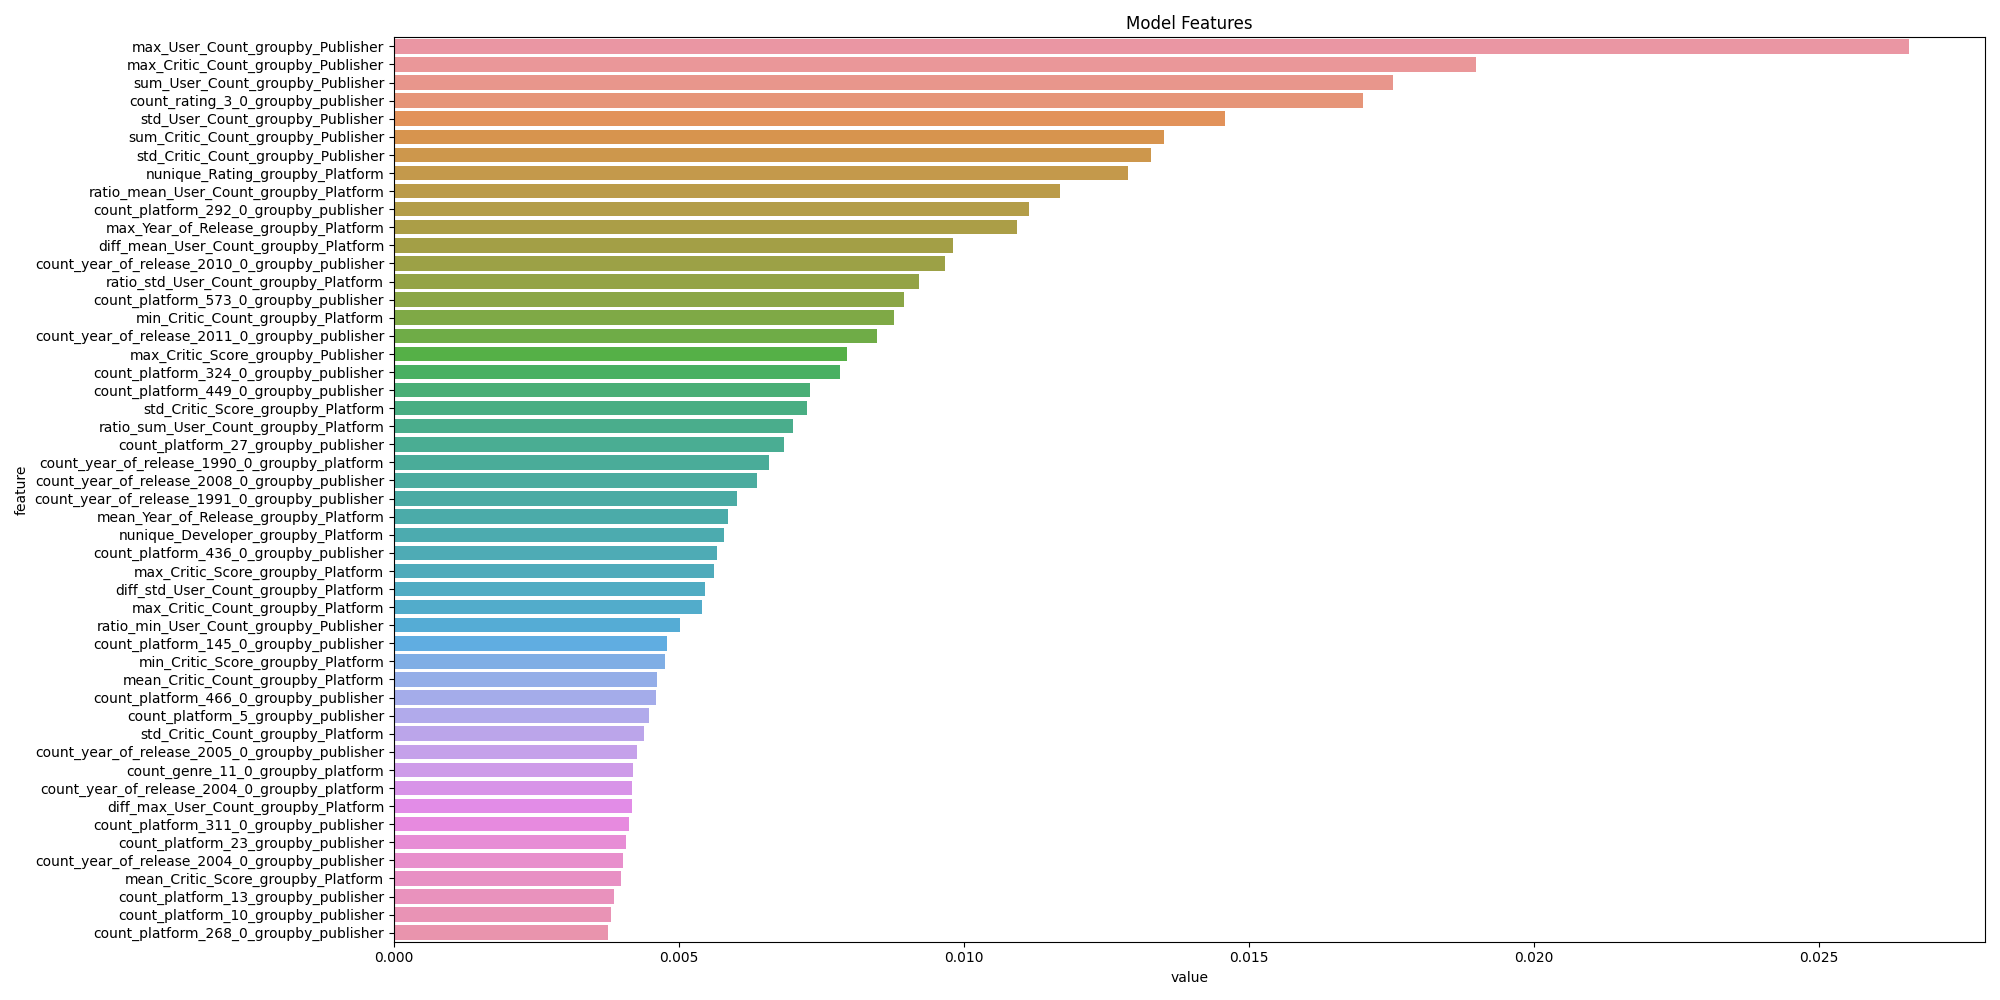 Model Features
max_User_Count_groupby_Publisher
max_Critic_Count_groupby_Publisher
sum_User_Count_groupby_Publisher
count_rating_3_0_groupby_publisher
std_User_Count_groupby_Publisher
sum_Critic_Count_groupby_Publisher
std_Critic_Count_groupby_Publisher
nunique_Rating_groupby_Platform
ratio_mean_User_Count_groupby_Platform
count_platform_292_0_groupby_publisher
max_Year_of_Release_groupby_Platform
diff_mean_User_Count_groupby_Platform
count_year_of_release_2010_0_groupby_publisher
ratio_std_User_Count_groupby_Platform
count_platform_573_0_groupby_publisher
min_Critic_Count_groupby_Platform
count_year_of_release_2011_0_groupby_publisher
max_Critic_Score_groupby_Publisher
count_platform_324_0_groupby_publisher
count_platform_449_0_groupby_publisher
std_Critic_Score_groupby_Platform
ratio_sum_User_Count_groupby_Platform
count_platform_27_groupby_publisher
count_year_of_release_1990_0_groupby_platform
count_year_of_release_2008_0_groupby_publisher
count_year_of_release_1991_0_groupby_publisher
mean_Year_of_Release_groupby_Platform
nunique_Developer_groupby_Platform
count_platform_436_0_groupby_publisher
max_Critic_Score_groupby_Platform
diff_std_User_Count_groupby_Platform
max_Critic_Count_groupby_Platform
ratio_min_User_Count_groupby_Publisher
count_platform_145_0_groupby_publisher
min_Critic_Score_groupby_Platform
mean_Critic_Count_groupby_Platform
count_platform_466_0_groupby_publisher
count_platform_5_groupby_publisher
std_Critic_Count_groupby_Platform
count_year_of_release_2005_0_groupby_publisher
count_genre_11_0_groupby_platform
count_year_of_release_2004_0_groupby_platform
diff_max_User_Count_groupby_Platform
count_platform_311_0_groupby_publisher
count_platform_23_groupby_publisher
count_year_of_release_2004_0_groupby_publisher
mean_Critic_Score_groupby_Platform
count_platform_13_groupby_publisher
count_platform_10_groupby_publisher
count_platform_268_0_groupby_publisher
feature
0.000 0.005 0.010 0.015 0.020 0.025
value